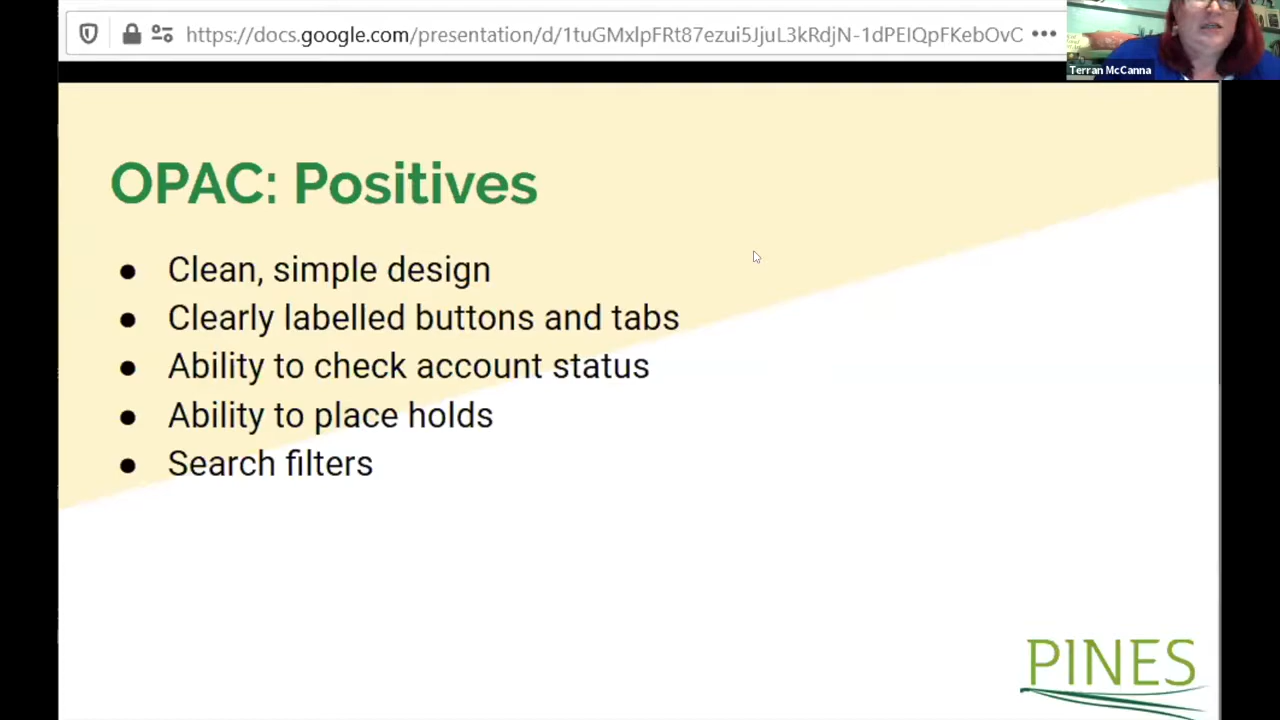 https://docs.google.com/presentation/d/1tuGMxlpFRt87ezui5JjuL3kRdjN-1dPEIQpFKebOvC
Terran McCanna
OPAC: Positives
● Clean, simple design
● Clearly labelled buttons and tabs
● Ability to check account status
● Ability to place holds
● Search filters
PINES